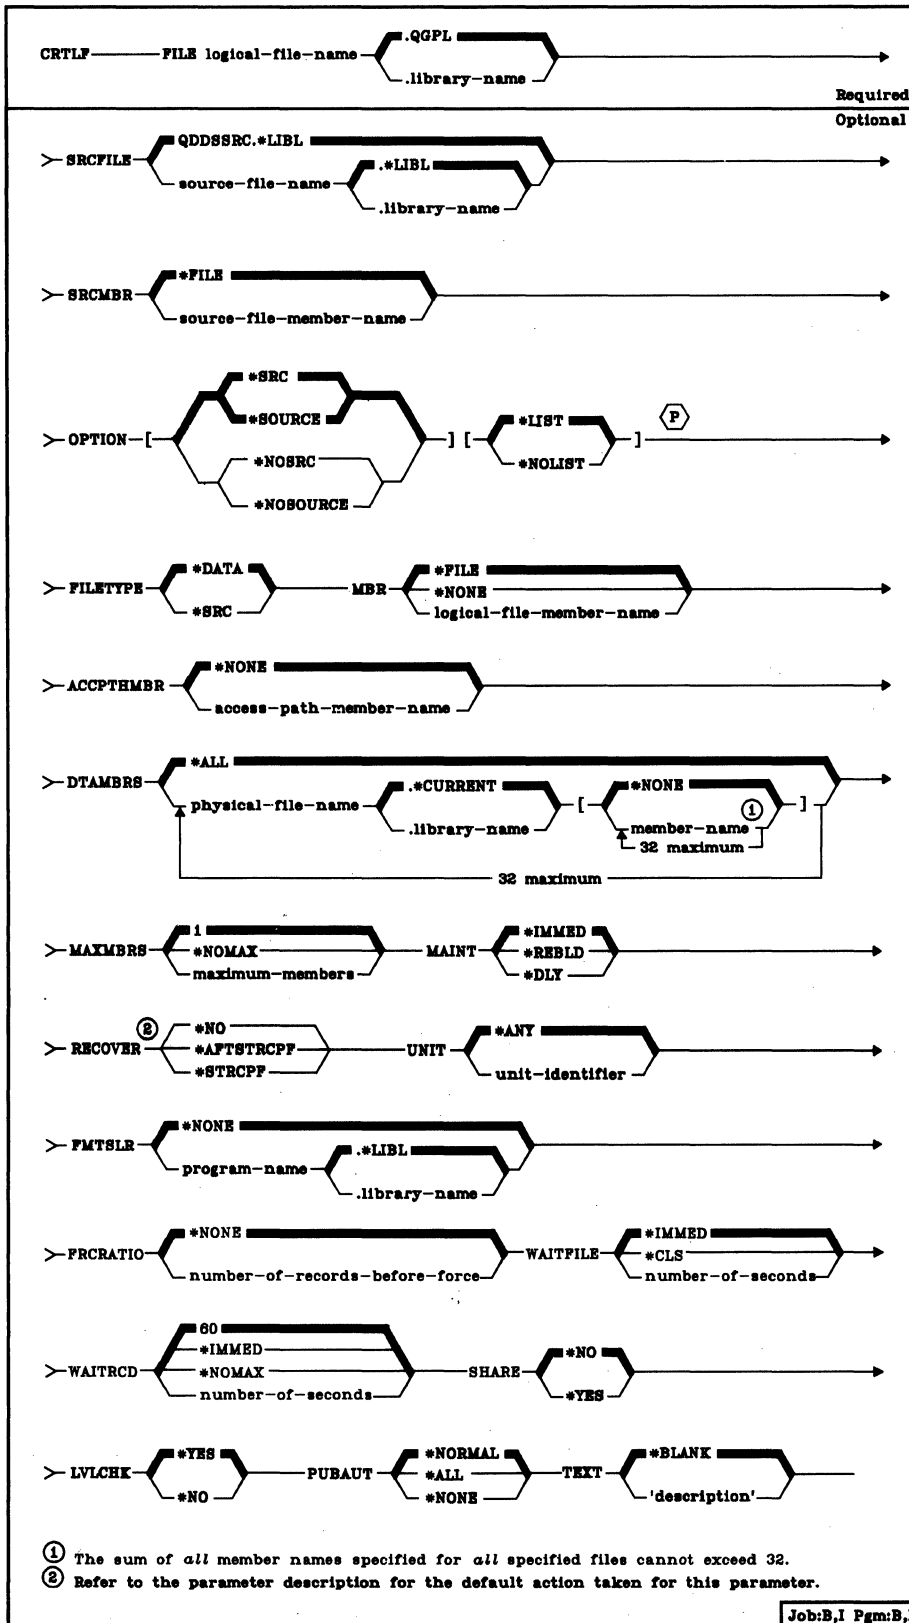 .QGPL
CRTLF FILE logical-file-name
.library-name
Required
Optional
QDDSSRC.*LIBL
SRCFILE .*LIBL
source-file-name
.library-name
*FILE
SRCMBR
source-file-member-name
*SRC
*SOURCE *LIST P
OPTION [ ] [ ]
*NOSRC *NOLIST
*NOSOURCE
*DATA *FILE
FILETYPE MBR *NONE
*SRC logical-file-member-name
*NONE
ACCPTHMBR
access-path-member-name
*ALL
DTAMBRS .*CURRENT *NONE
physical-file-name [ ① ]
.library-name member-name
32 maximum
32 maximum
1 *IMMED
MAXMBRS *NOMAX MAINT *REBLD
maximum-members *DLY
② *NO *ANY
RECOVER *AFTSTRCPF UNIT
*STRCPF unit-identifier
*NONE
FMTSLR .*LIBL
program-name
.library-name
*NONE *IMMED
FRCRATIO WAITFILE *CLS
number-of-records-before-force number-of-seconds
60
*IMMED *NO
WAITRCD *NOMAX SHARE
number-of-seconds *YES
*YES *NORMAL *BLANK
LVLCHK PUBAUT *ALL TEXT
*NO *NONE 'description'
① The sum of all member names specified for all specified files cannot exceed 32.
② Refer to the parameter description for the default action taken for this parameter.
Job:B,I Pgm:B,